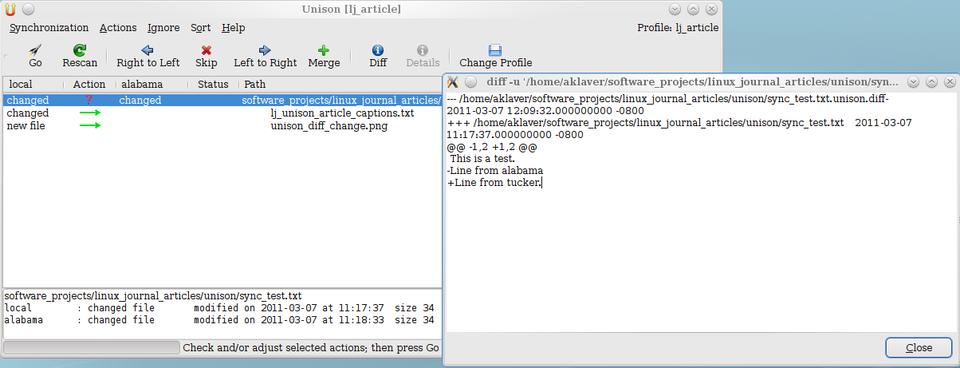 Unison [lj_article]
Synchronization Actions Ignore Sort Help Profile: lj_article
Go Rescan Right to Left Skip Left to Right Merge Diff Details Change Profile
local Action alabama Status Path
changed ? changed software_projects/linux_journal_articles/
changed lj_unison_article_captions.txt
new file unison_diff_change.png
software_projects/linux_journal_articles/unison/sync_test.txt
local : changed file modified on 2011-03-07 at 11:17:37 size 34
alabama : changed file modified on 2011-03-07 at 11:18:33 size 34
Check and/or adjust selected actions; then press Go
diff -u '/home/aklaver/software_projects/linux_journal_articles/unison/syn...
--- /home/aklaver/software_projects/linux_journal_articles/unison/sync_test.txt.unison.diff-
2011-03-07 12:09:32.000000000 -0800
+++ /home/aklaver/software_projects/linux_journal_articles/unison/sync_test.txt 2011-03-07
11:17:37.000000000 -0800
@@ -1,2 +1,2 @@
This is a test.
-Line from alabama
+Line from tucker.
Close